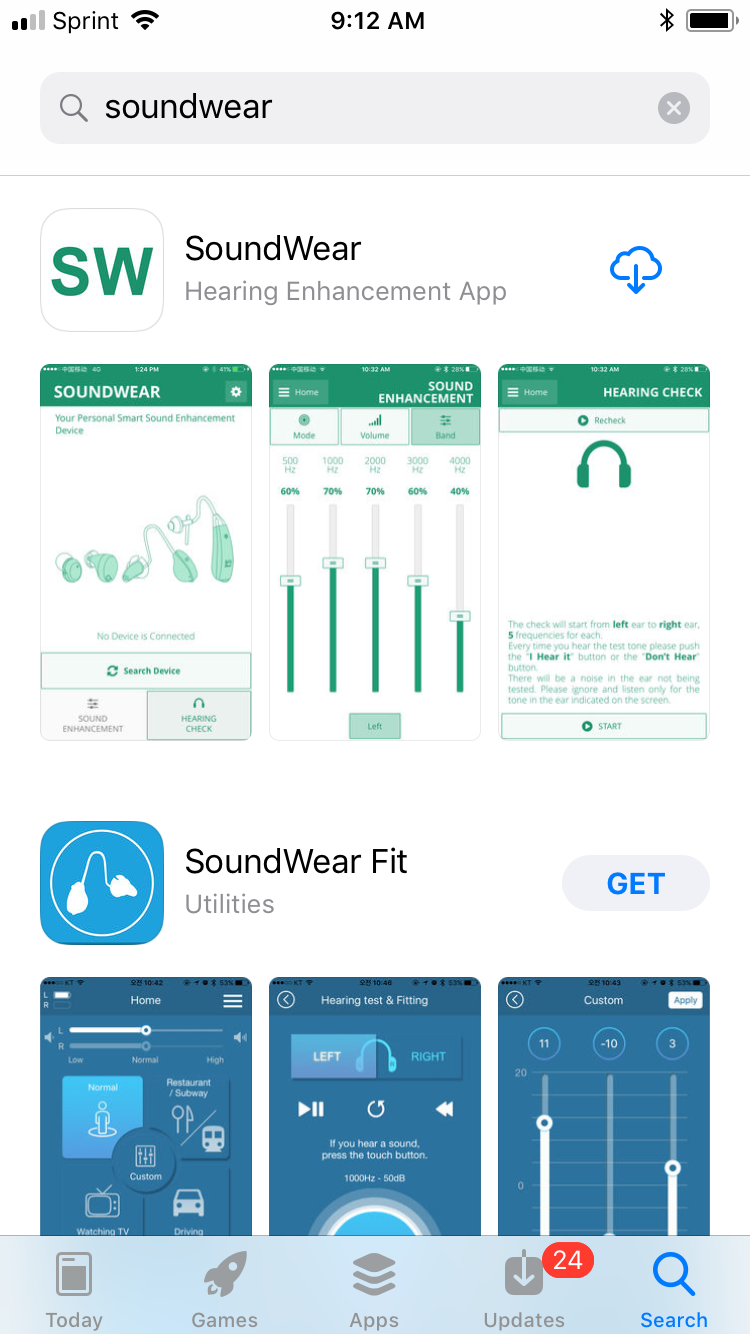 Sprint 9:12 AM
soundwear
SW
SoundWear
Hearing Enhancement App
中国移动 4G 1:24 PM 41%
SOUNDWEAR
Your Personal Smart Sound Enhancement
Device
No Device is Connected
Search Device
SOUND
ENHANCEMENT
HEARING
CHECK
中国移动 10:32 AM 28%
Home
SOUND
ENHANCEMENT
Mode Volume Band
500 1000 2000 3000 4000
Hz Hz Hz Hz Hz
60% 70% 70% 60% 40%
Left
中国移动 10:32 AM 28%
Home HEARING CHECK
Recheck
The check will start from left ear to right ear,
5 frequencies for each.
Every time you hear the test tone please push
the "I Hear it" button or the "Don't Hear"
button.
There will be a noise in the ear not being
tested. Please ignore and listen only for the
tone in the ear indicated on the screen.
START
SoundWear Fit
Utilities
GET
KT 오전 10:42 53%
L
R
Home
L
R
Low Normal High
Normal
Restaurant
/ Subway
Custom
Watching TV Driving
KT 오전 10:46 53%
Hearing test & Fitting
LEFT RIGHT
If you hear a sound,
press the touch button.
1000Hz - 50dB
KT 오전 10:43 53%
Custom Apply
11 -10 3
20
0
24
Today Games Apps Updates Search